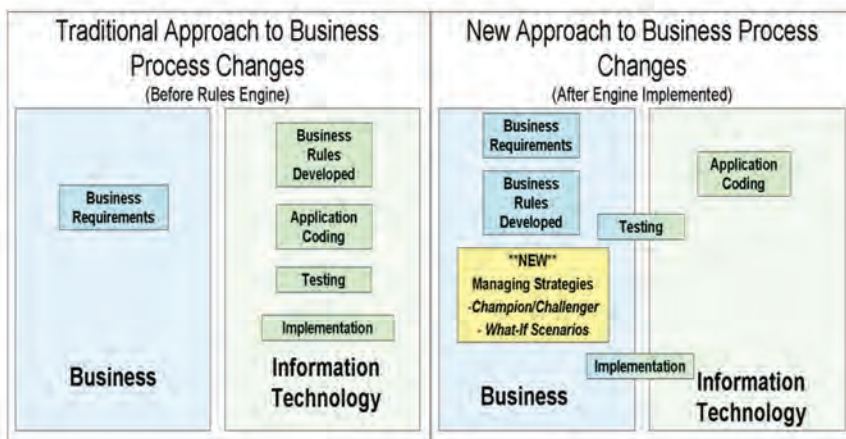 Traditional Approach to Business
Process Changes
(Before Rules Engine)
Business
Requirements
Business
Business
Rules
Developed
Application
Coding
Testing
Implementation
Information
Technology
New Approach to Business Process
Changes
(After Engine Implemented)
Business
Requirements
Business
Rules
Developed
**NEW**
Managing Strategies
-Champion/Challenger
- What-If Scenarios
Business
Testing
Implementation
Application
Coding
Information
Technology